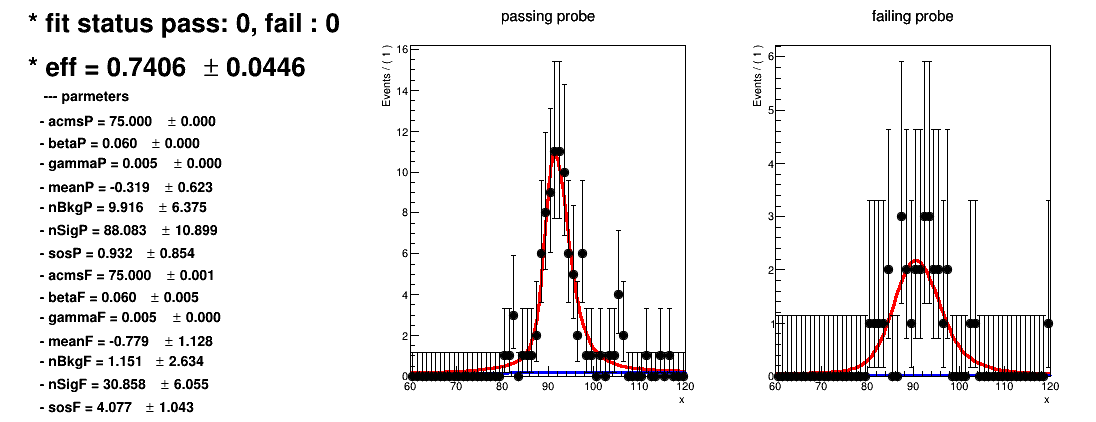 * fit status pass: 0, fail : 0
* eff = 0.7406 ± 0.0446
--- parmeters
- acmsP = 75.000 ± 0.000
- betaP = 0.060 ± 0.000
- gammaP = 0.005 ± 0.000
- meanP = -0.319 ± 0.623
- nBkgP = 9.916 ± 6.375
- nSigP = 88.083 ± 10.899
- sosP = 0.932 ± 0.854
- acmsF = 75.000 ± 0.001
- betaF = 0.060 ± 0.005
- gammaF = 0.005 ± 0.000
- meanF = -0.779 ± 1.128
- nBkgF = 1.151 ± 2.634
- nSigF = 30.858 ± 6.055
- sosF = 4.077 ± 1.043
passing probe
Events / ( 1 )
16
14
12
10
8
6
4
2
0
60 70 80 90 100 110 120
x
failing probe
Events / ( 1 )
6
5
4
3
2
1
0
60 70 80 90 100 110 120
x